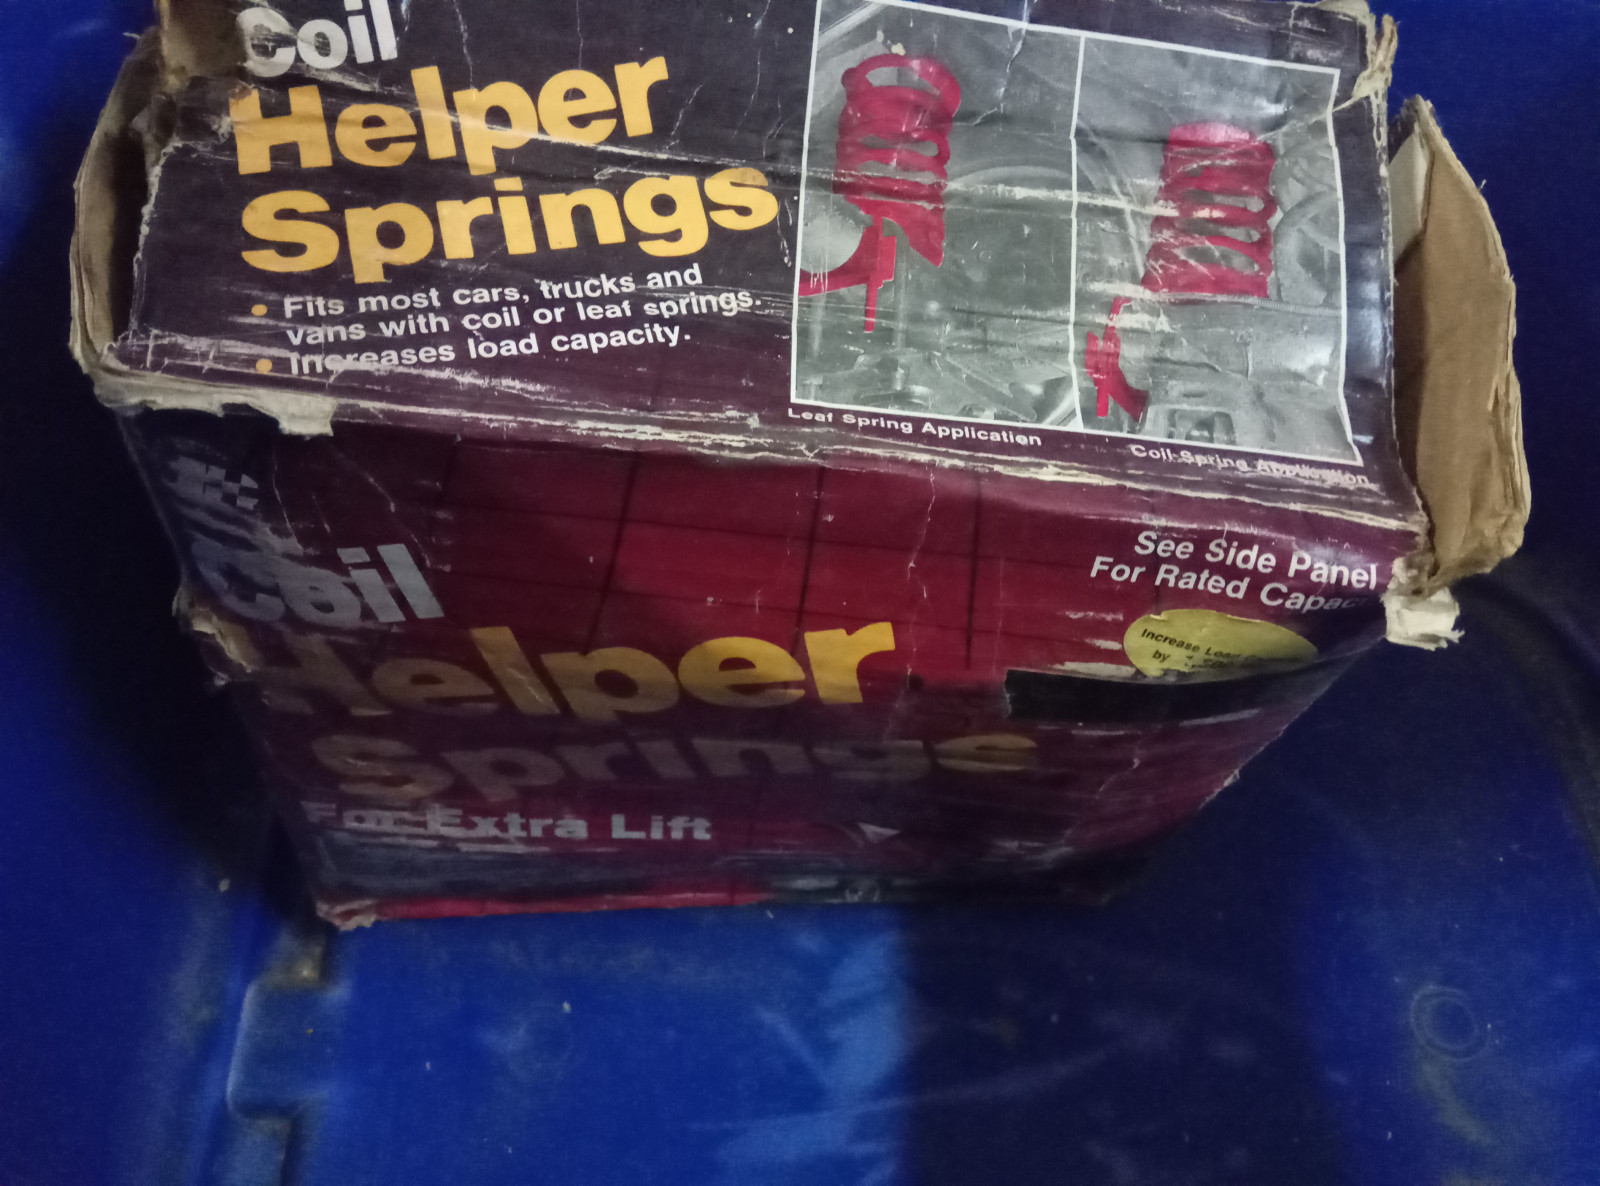 Coil
Helper
Springs
• Fits most cars, trucks and
vans with coil or leaf springs.
• Increases load capacity.
Leaf Spring Application
Coil Spring Application
See Side Panel
For Rated
Coil
Helper
Springs
For Extra Lift
Increase Load
by